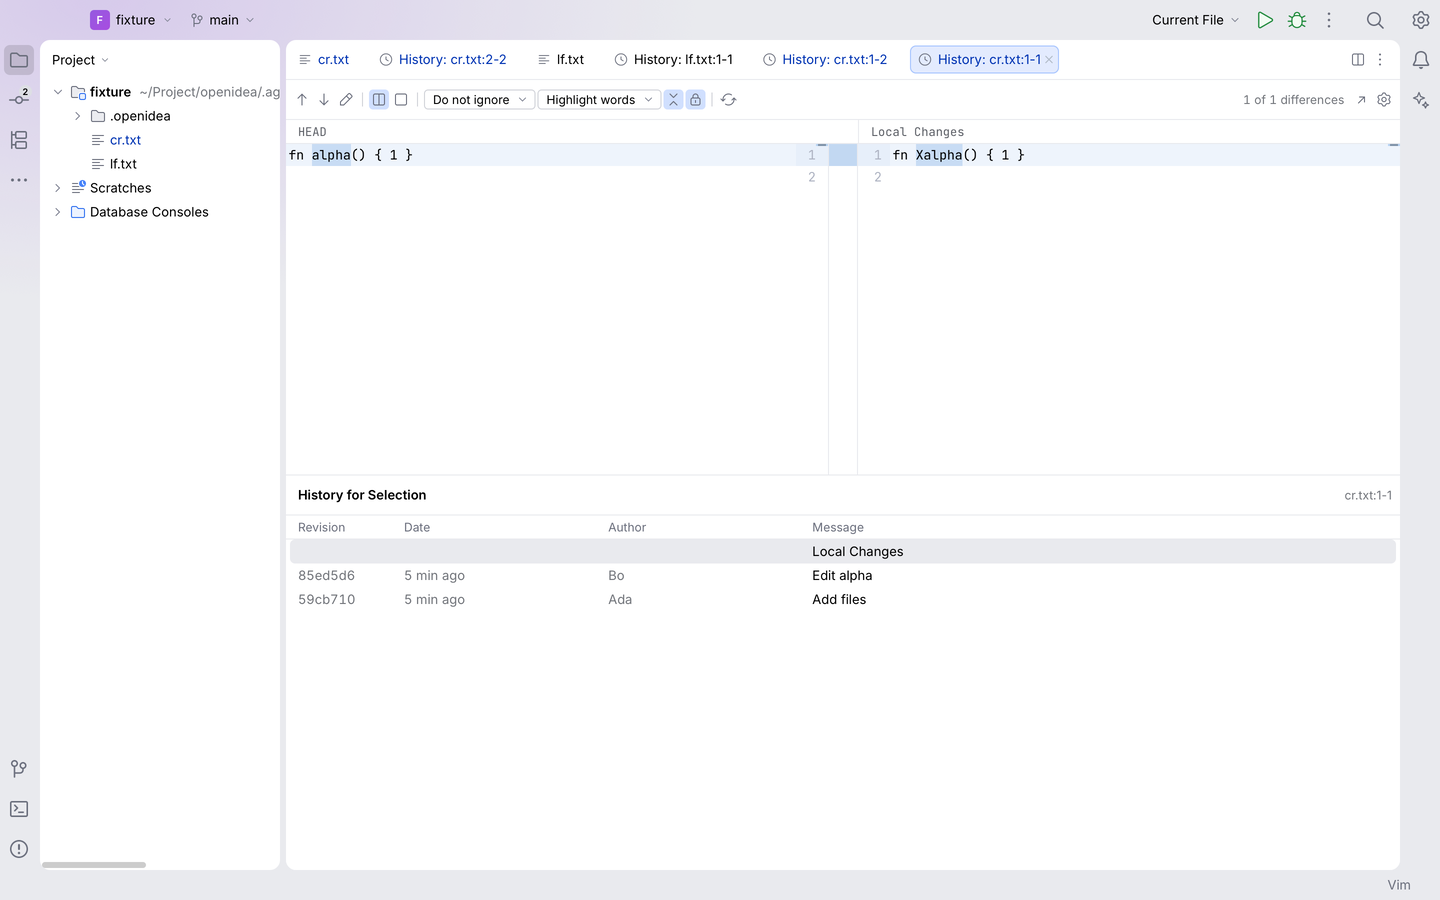 F fixture main Current File
Project
cr.txt History: cr.txt:2-2 lf.txt History: lf.txt:1-1 History: cr.txt:1-2 History: cr.txt:1-1
2 fixture ~/Project/openidea/.ag
.openidea
cr.txt
lf.txt
Scratches
Database Consoles
Do not ignore Highlight words 1 of 1 differences
HEAD Local Changes
fn alpha() { 1 } 1 1 fn Xalpha() { 1 }
2 2
History for Selection cr.txt:1-1
Revision Date Author Message
Local Changes
85ed5d6 5 min ago Bo Edit alpha
59cb710 5 min ago Ada Add files
Vim